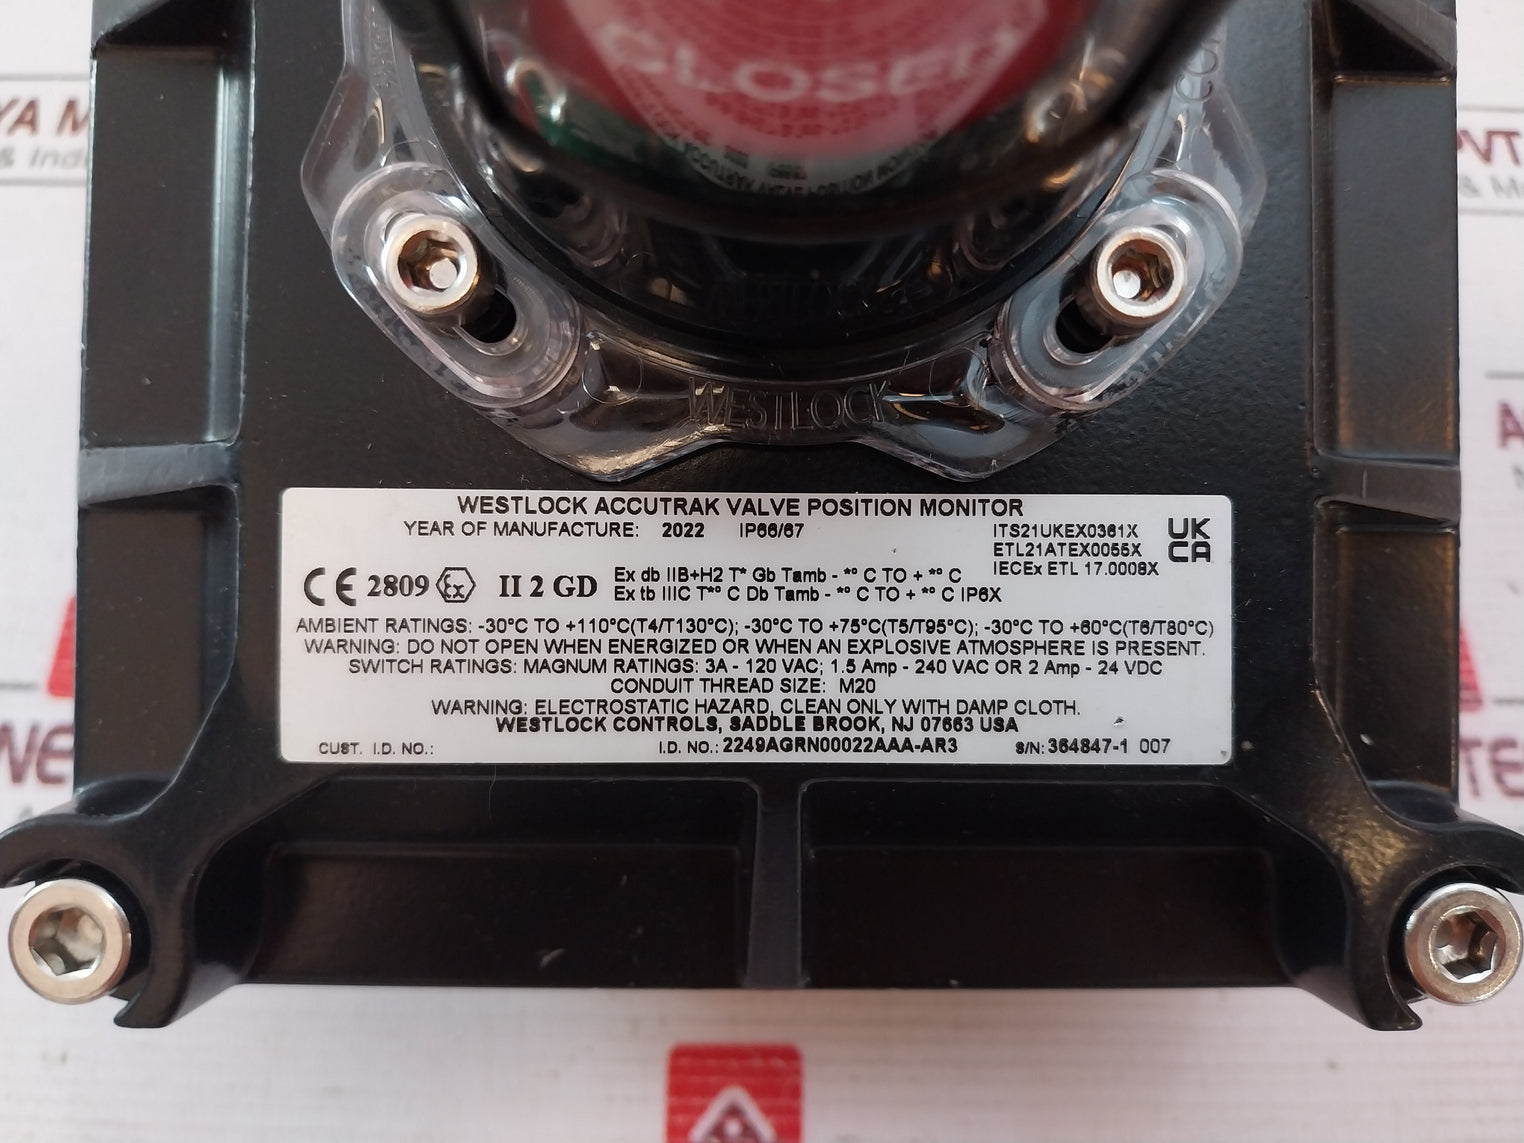 CLOSED
YA M
& Ind
PVT
& M
WESTLOCK
WESTLOCK ACCUTRAK VALVE POSITION MONITOR
YEAR OF MANUFACTURE: 2022 IP66/67
ITS21UKEX0361X
ETL21ATEX0055X
IECEx ETL 17.0008X
UK
CA
CE 2809 Ex II 2 GD
Ex db IIB+H2 T* Gb Tamb - *° C TO + *° C
Ex tb IIIC T*° C Db Tamb - *° C TO + *° C IP6X
AMBIENT RATINGS: -30°C TO +110°C(T4/T130°C); -30°C TO +75°C(T5/T95°C); -30°C TO +60°C(T6/T80°C)
WARNING: DO NOT OPEN WHEN ENERGIZED OR WHEN AN EXPLOSIVE ATMOSPHERE IS PRESENT.
SWITCH RATINGS: MAGNUM RATINGS: 3A - 120 VAC; 1.5 Amp - 240 VAC OR 2 Amp - 24 VDC
CONDUIT THREAD SIZE: M20
WARNING: ELECTROSTATIC HAZARD, CLEAN ONLY WITH DAMP CLOTH.
WESTLOCK CONTROLS, SADDLE BROOK, NJ 07663 USA
CUST. I.D. NO.: I.D. NO.: 2249AGRN00022AAA-AR3 S/N: 364847-1 007